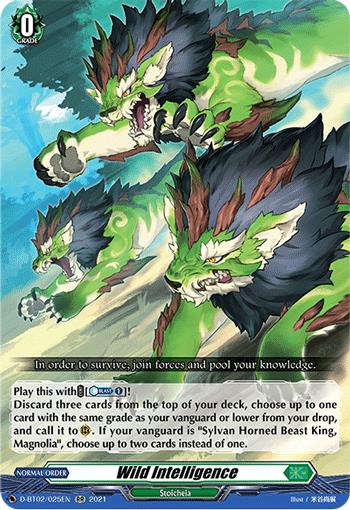 0
GRADE
In order to survive, join forces and pool your knowledge.
Play this with [BLAST 1]!
Discard three cards from the top of your deck, choose up to one
card with the same grade as your vanguard or lower from your drop,
and call it to R. If your vanguard is "Sylvan Horned Beast King,
Magnolia", choose up to two cards instead of one.
NORMAL ORDER
Wild Intelligence
Stoicheia
D-BT02/025EN RR 2021
Illust / 米谷尚展